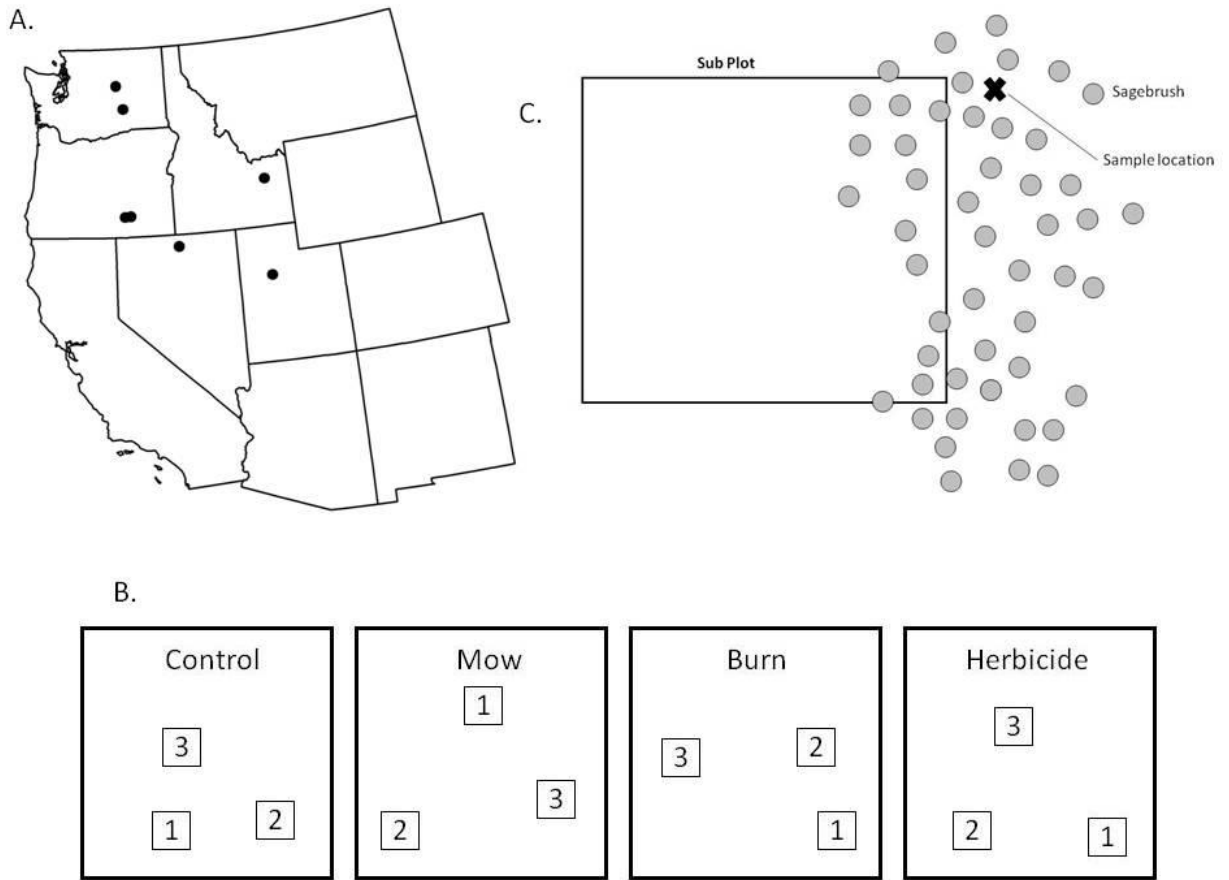 A.
Sub Plot
C.
Sagebrush
Sample location
B.
Control
Mow
Burn
Herbicide
3
1
2
1
3
2
3
2
1
3
2
1